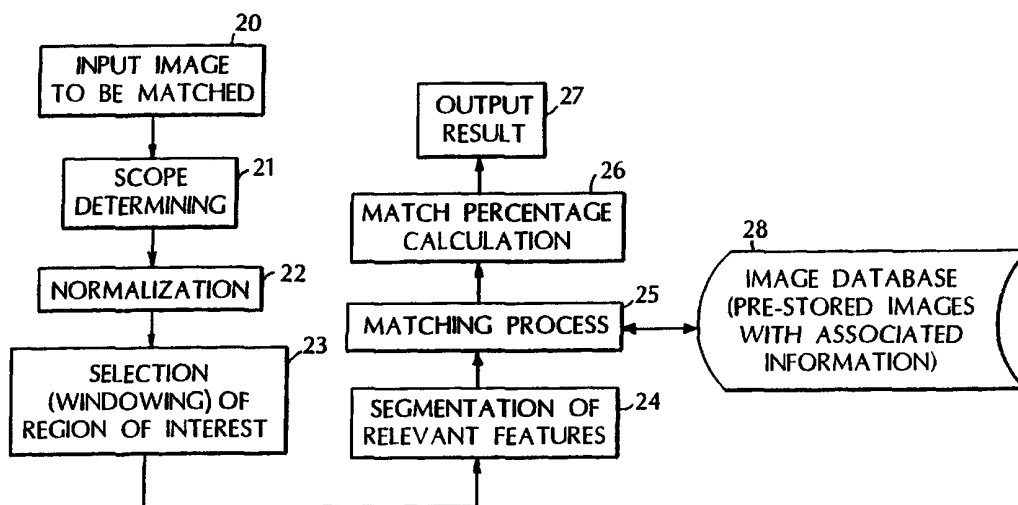 20
INPUT IMAGE
TO BE MATCHED
21
SCOPE
DETERMINING
22
NORMALIZATION
23
SELECTION
(WINDOWING) OF
REGION OF INTEREST
24
SEGMENTATION OF
RELEVANT FEATURES
25
MATCHING PROCESS
26
MATCH PERCENTAGE
CALCULATION
27
OUTPUT
RESULT
28
IMAGE DATABASE
(PRE-STORED IMAGES
WITH ASSOCIATED
INFORMATION)